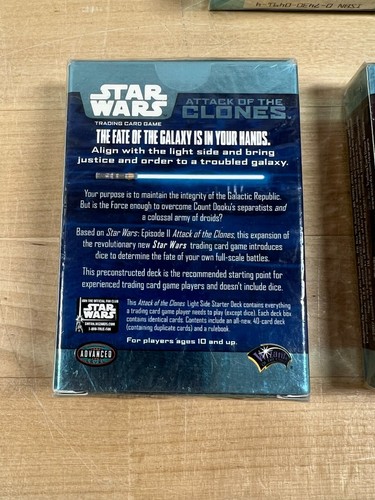 STAR WARS
TRADING CARD GAME
ATTACK OF THE
CLONES
THE FATE OF THE GALAXY IS IN YOUR HANDS.
Align with the light side and bring
justice and order to a troubled galaxy.
Your purpose is to maintain the integrity of the Galactic Republic.
But is the Force enough to overcome Count Dooku's separatists and
a colossal army of droids?
Based on Star Wars: Episode II Attack of the Clones, this expansion of
the revolutionary new Star Wars trading card game introduces
dice to determine the fate of your own full-scale battles.
This preconstructed deck is the recommended starting point for
experienced trading card game players and doesn't include dice.
JOIN THE OFFICIAL FAN CLUB
STAR WARS
This Attack of the Clones Light Side Starter Deck contains everything
a trading card game player needs to play (except dice). Each deck box
contains identical cards. Contents include an all-new, 40-card deck
(containing duplicate cards) and a rulebook.
For players ages 10 and up.
ADVANCED
Wizards